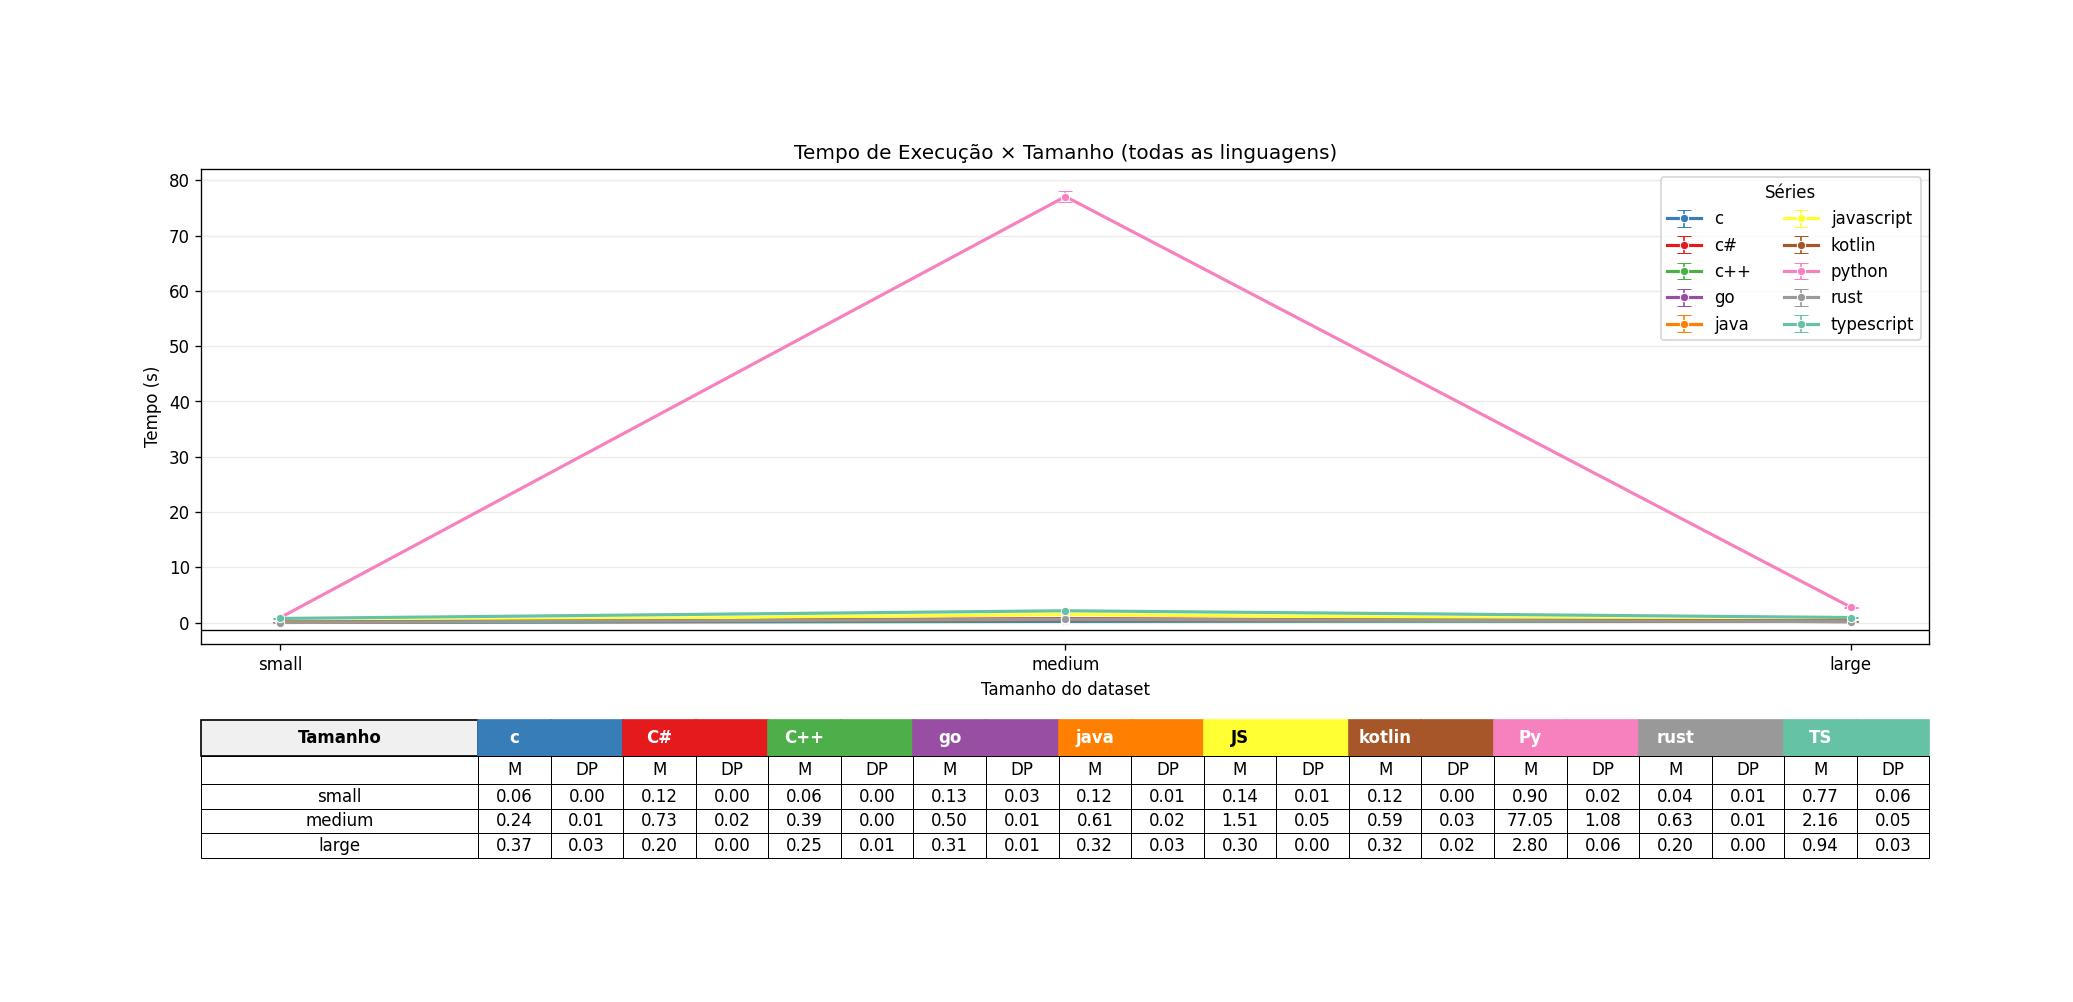 Tempo de Execução × Tamanho (todas as linguagens)
80
70
60
50
40
30
20
10
0
Tempo (s)
Séries
c javascript
c# kotlin
c++ python
go rust
java typescript
small medium large
Tamanho do dataset
Tamanho c C# C++ go java JS kotlin Py rust TS
M DP M DP M DP M DP M DP M DP M DP M DP M DP M DP
small 0.06 0.00 0.12 0.00 0.06 0.00 0.13 0.03 0.12 0.01 0.14 0.01 0.12 0.00 0.90 0.02 0.04 0.01 0.77 0.06
medium 0.24 0.01 0.73 0.02 0.39 0.00 0.50 0.01 0.61 0.02 1.51 0.05 0.59 0.03 77.05 1.08 0.63 0.01 2.16 0.05
large 0.37 0.03 0.20 0.00 0.25 0.01 0.31 0.01 0.32 0.03 0.30 0.00 0.32 0.02 2.80 0.06 0.20 0.00 0.94 0.03